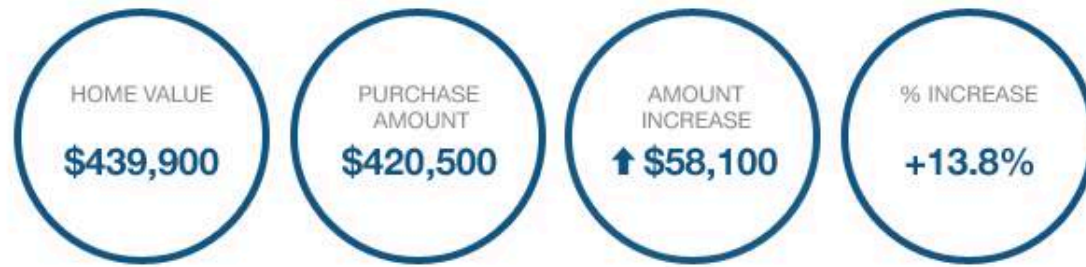 HOME VALUE
$439,900
PURCHASE
AMOUNT
$420,500
AMOUNT
INCREASE
$58,100
% INCREASE
+13.8%